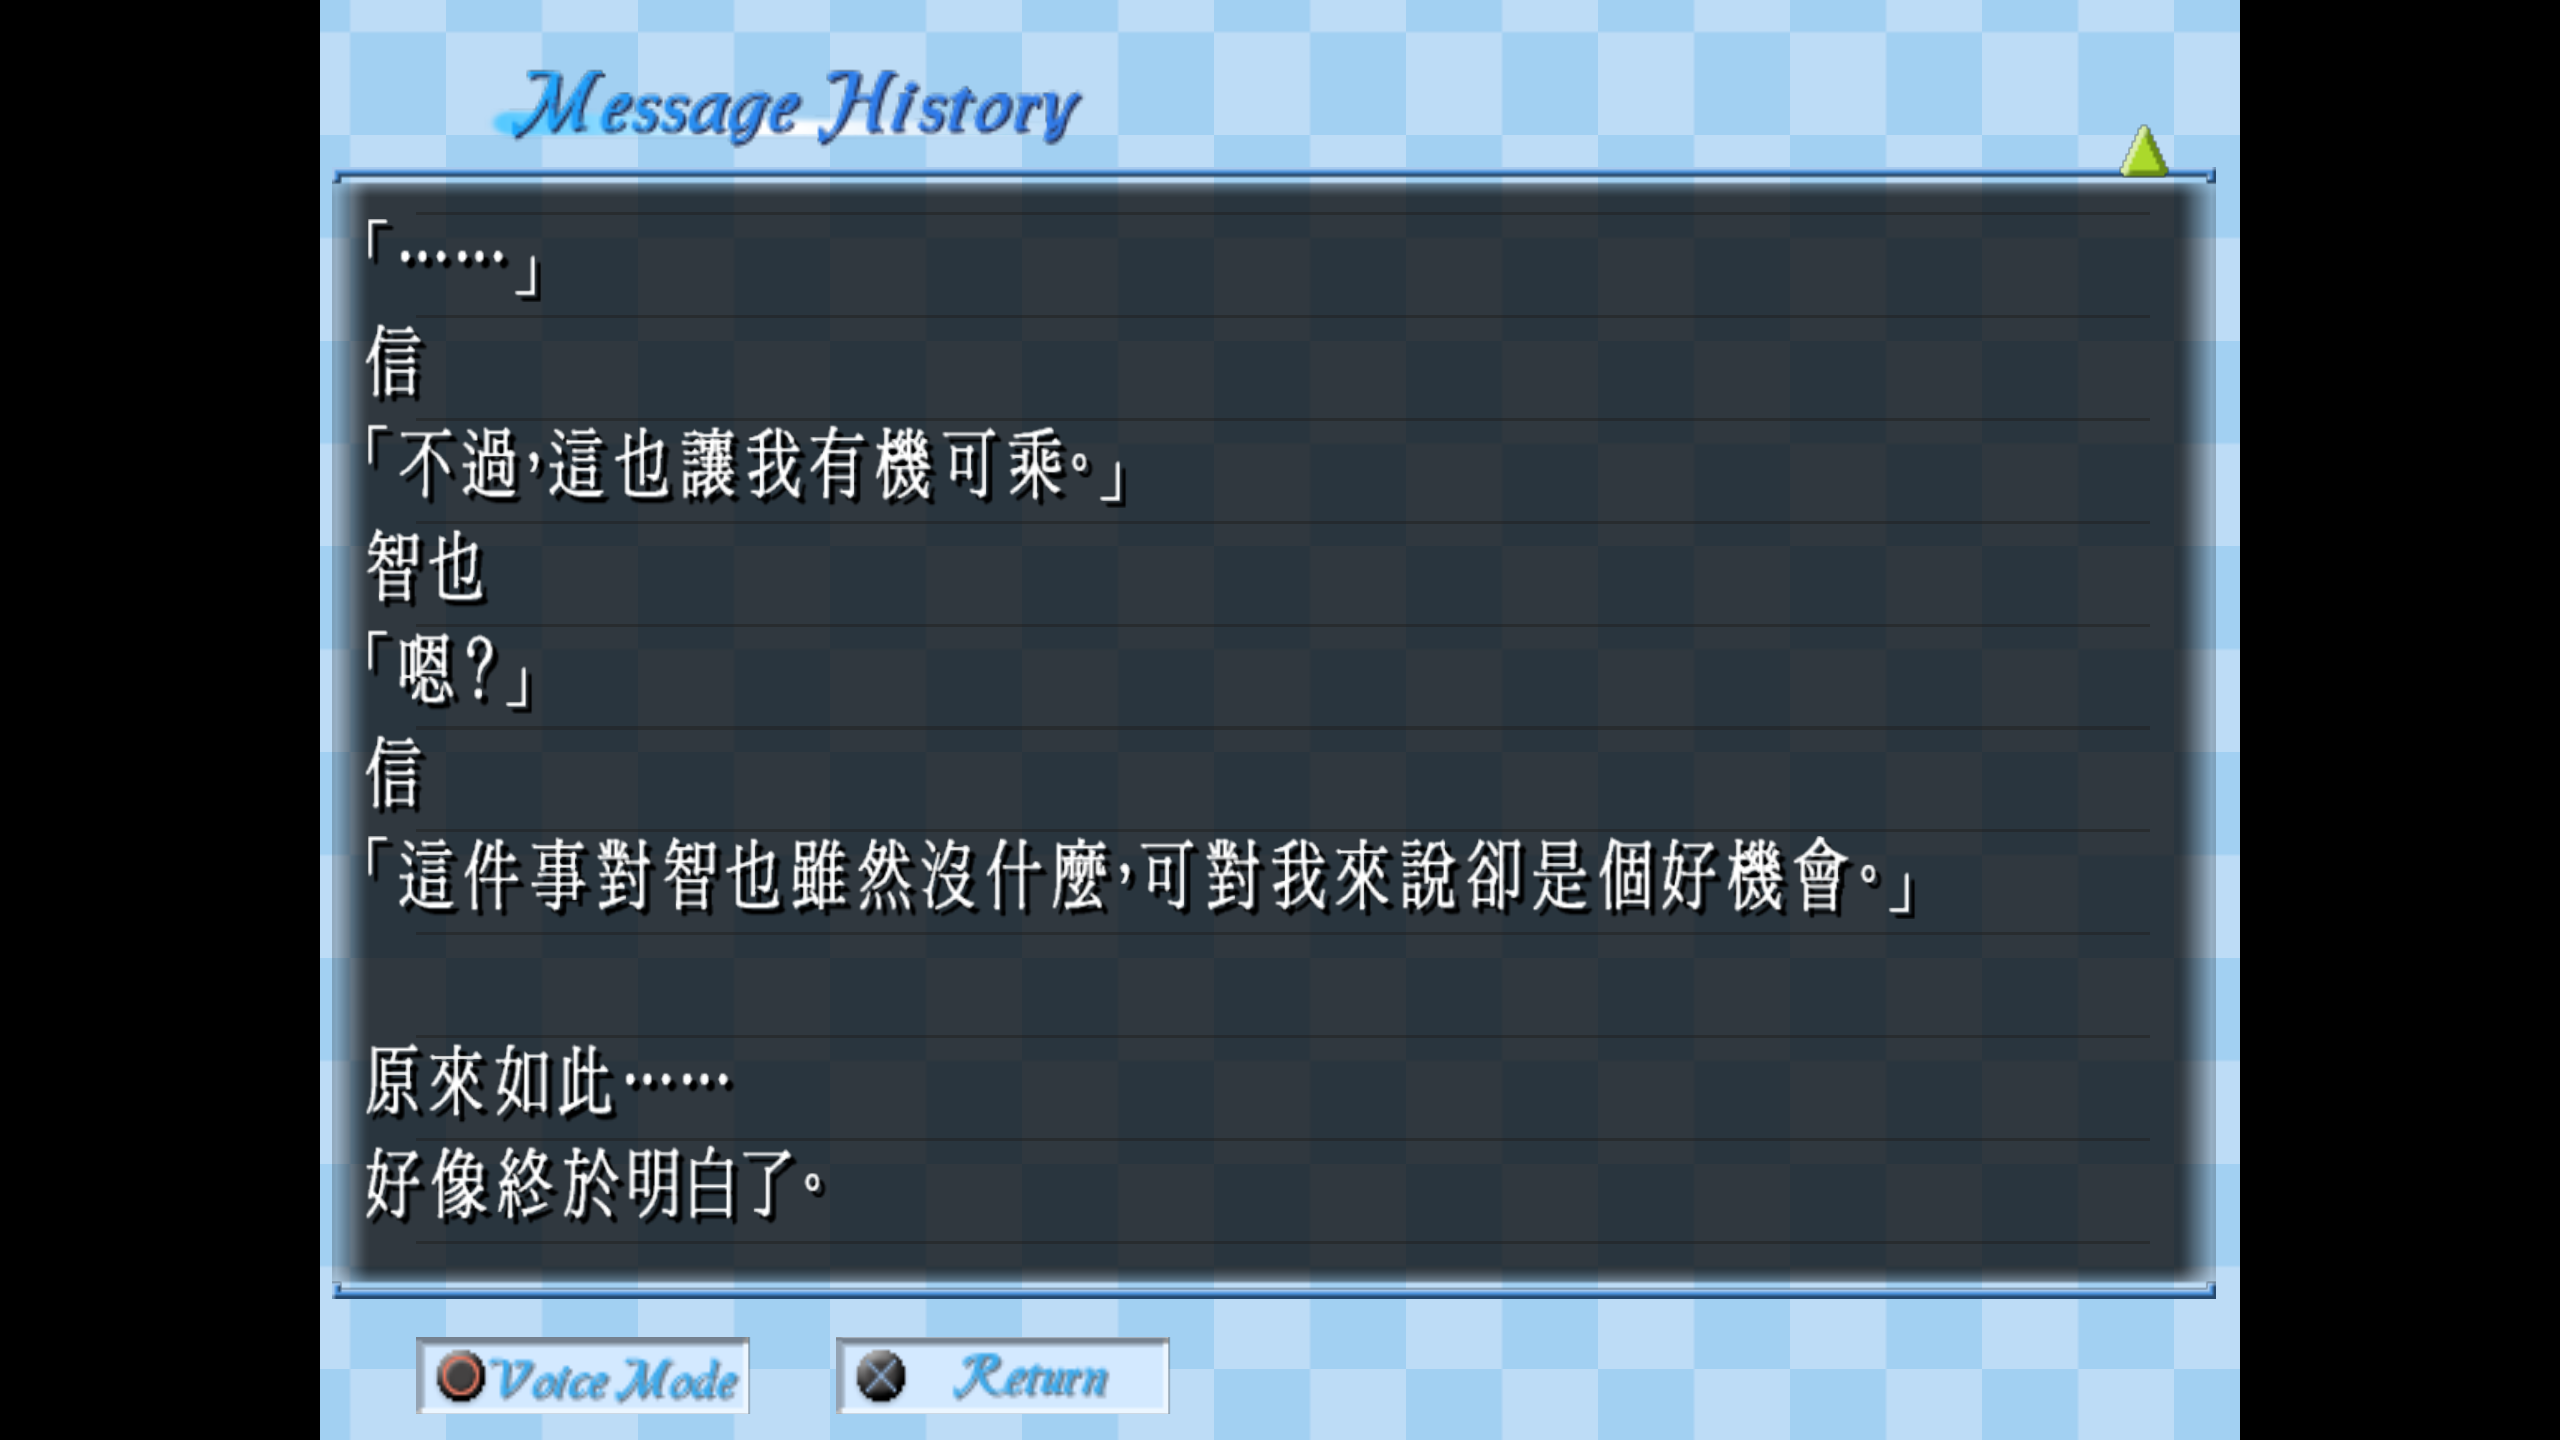 Message History
「……」
信
「不過，這也讓我有機可乘。」
智也
「嗯？」
信
「這件事對智也雖然沒什麼，可對我來說卻是個好機會。」
原來如此……
好像終於明白了。
Voice Mode
Return